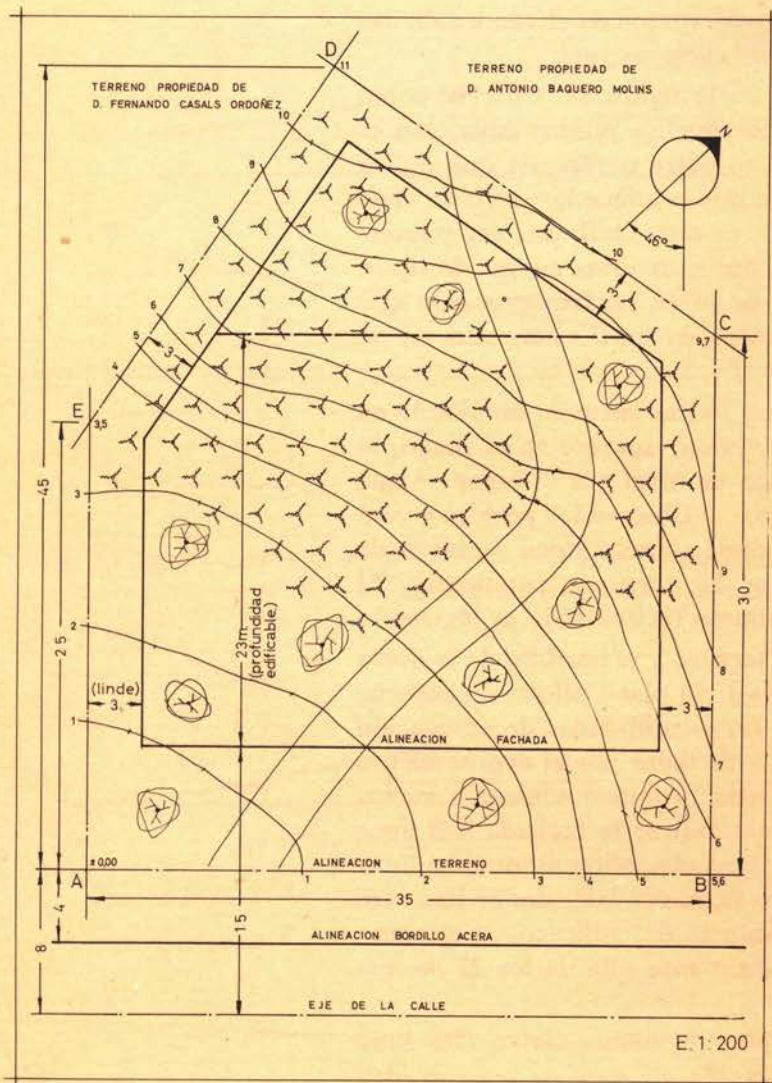 D
11
TERRENO PROPIEDAD DE
D. FERNANDO CASALS ORDOÑEZ
TERRENO PROPIEDAD DE
D. ANTONIO BAQUERO MOLINS
10
N
46º
9
8
10
7
3
6
C
5
3
9,7
4
E
3,5
45
3
9
30
25
23m.
(profundidad
edificable)
2
8
(linde)
3
3
1
ALINEACION FACHADA
7
6
± 0,00
ALINEACION TERRENO
A
1
2
3
4
5
B
5,6
35
4
15
8
ALINEACION BORDILLO ACERA
EJE DE LA CALLE
E. 1: 200